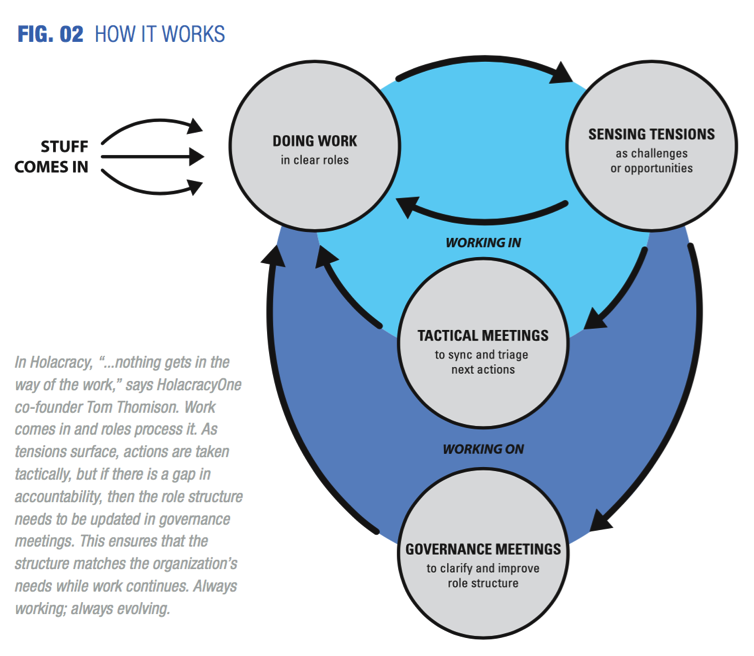 FIG. 02 HOW IT WORKS
STUFF
COMES IN
DOING WORK
in clear roles
SENSING TENSIONS
as challenges
or opportunities
WORKING IN
TACTICAL MEETINGS
to sync and triage
next actions
WORKING ON
GOVERNANCE MEETINGS
to clarify and improve
role structure
In Holacracy, “...nothing gets in the
way of the work,” says HolacracyOne
co-founder Tom Thomison. Work
comes in and roles process it. As
tensions surface, actions are taken
tactically, but if there is a gap in
accountability, then the role structure
needs to be updated in governance
meetings. This ensures that the
structure matches the organization’s
needs while work continues. Always
working; always evolving.